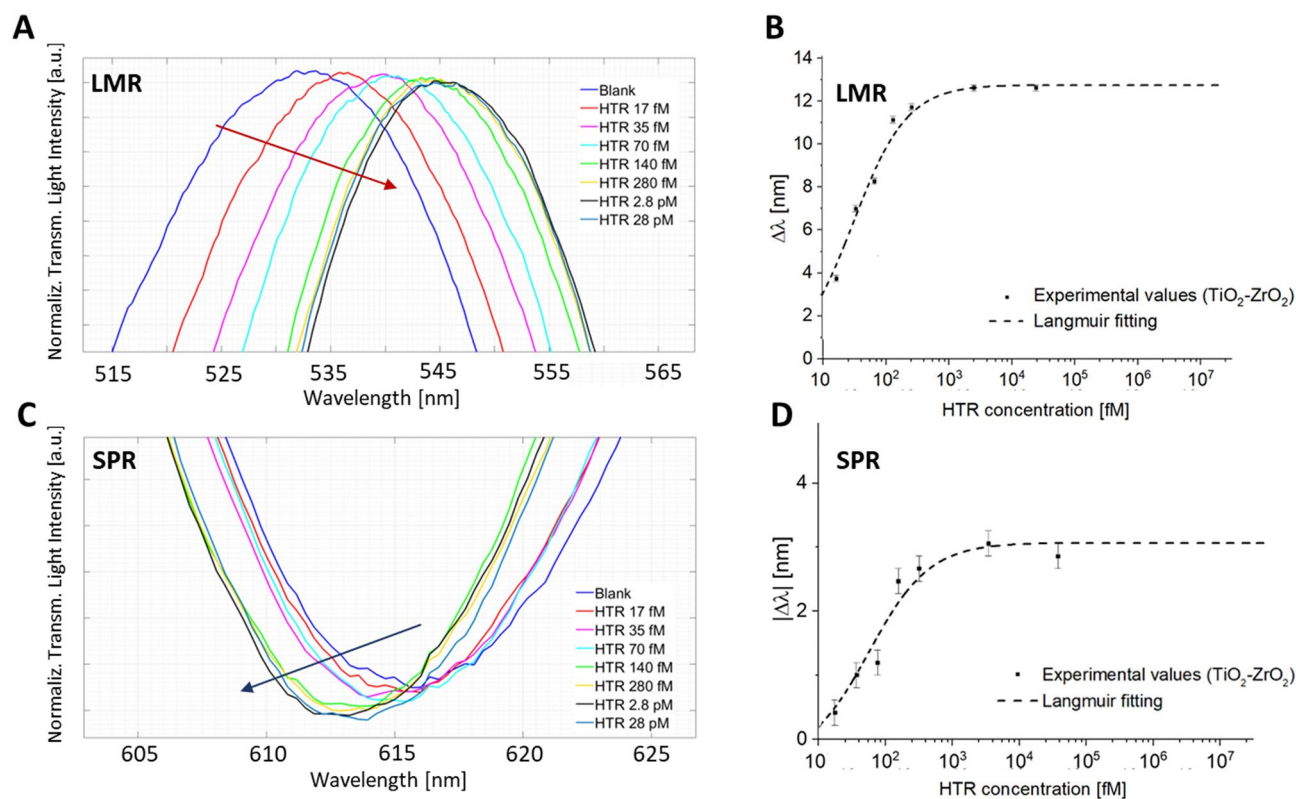 A
LMR
Normaliz. Transm. Light Intensity [a.u.]
Blank
HTR 17 fM
HTR 35 fM
HTR 70 fM
HTR 140 fM
HTR 280 fM
HTR 2.8 pM
HTR 28 pM
515 525 535 545 555 565
Wavelength [nm]
B
LMR
Δλ [nm]
14
12
10
8
6
4
2
0
Experimental values (TiO₂-ZrO₂)
Langmuir fitting
10 10² 10³ 10⁴ 10⁵ 10⁶ 10⁷
HTR concentration [fM]
C
SPR
Normaliz. Transm. Light Intensity [a.u.]
Blank
HTR 17 fM
HTR 35 fM
HTR 70 fM
HTR 140 fM
HTR 280 fM
HTR 2.8 pM
HTR 28 pM
605 610 615 620 625
Wavelength [nm]
D
SPR
|Δλ| [nm]
4
2
0
Experimental values (TiO₂-ZrO₂)
Langmuir fitting
10 10² 10³ 10⁴ 10⁵ 10⁶ 10⁷
HTR concentration [fM]